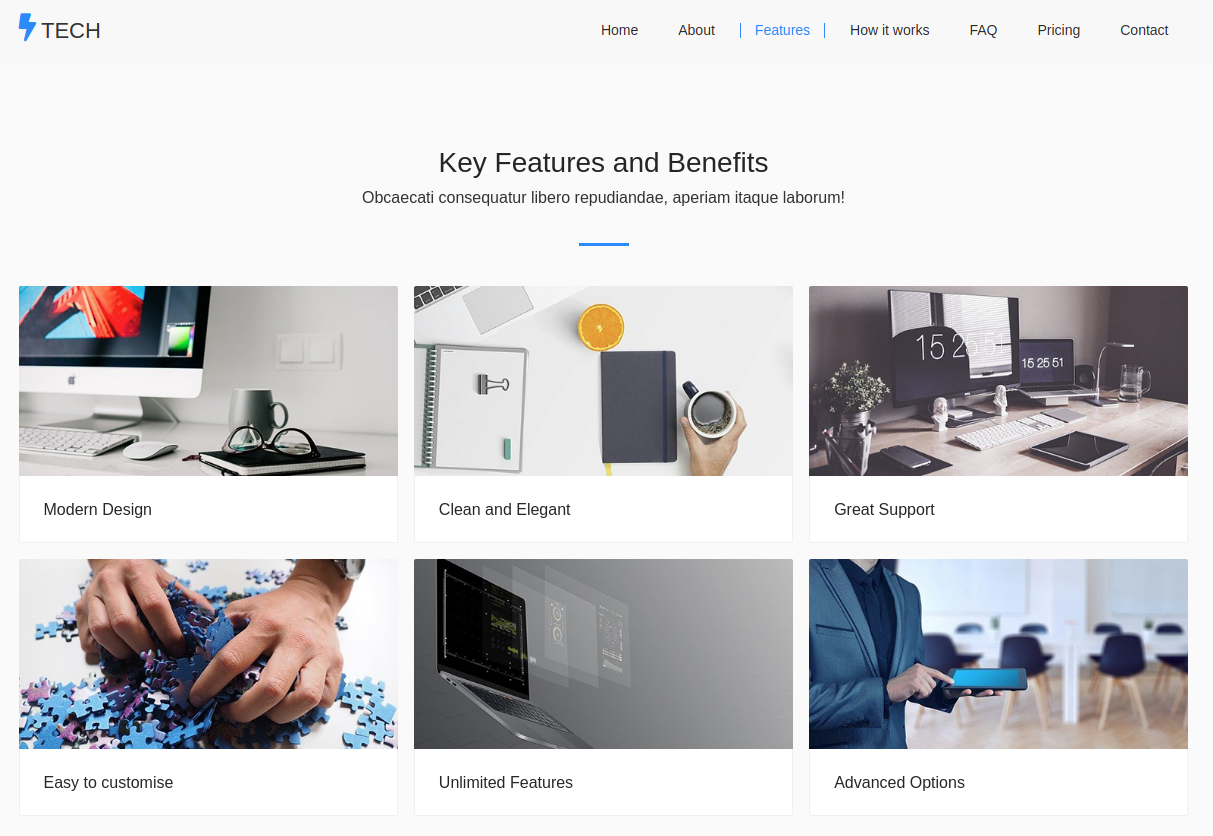 TECH
Home About Features How it works FAQ Pricing Contact
Key Features and Benefits
Obcaecati consequatur libero repudiandae, aperiam itaque laborum!
15 25 51
15 25 51
Modern Design
Clean and Elegant
Great Support
Easy to customise
Unlimited Features
Advanced Options